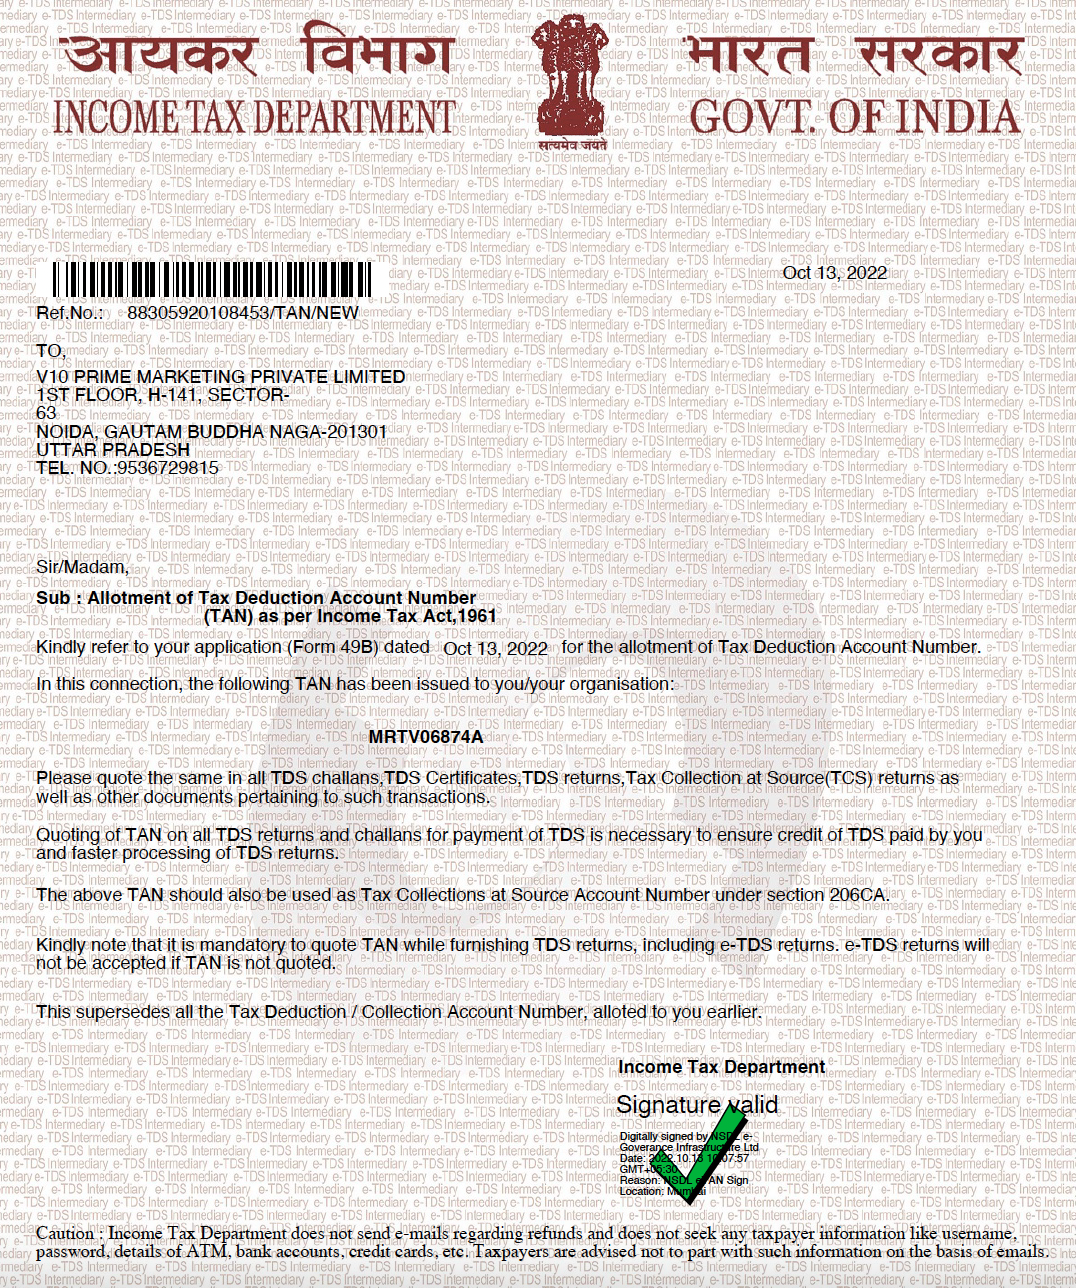 आयकर विभाग
INCOME TAX DEPARTMENT
सत्यमेव जयते
भारत सरकार
GOVT. OF INDIA
Oct 13, 2022
Ref.No.: 88305920108453/TAN/NEW
TO,
V10 PRIME MARKETING PRIVATE LIMITED
1ST FLOOR, H-141, SECTOR-
63
NOIDA, GAUTAM BUDDHA NAGA-201301
UTTAR PRADESH
TEL. NO.:9536729815
Sir/Madam,
Sub : Allotment of Tax Deduction Account Number
(TAN) as per Income Tax Act,1961
Kindly refer to your application (Form 49B) dated Oct 13, 2022 for the allotment of Tax Deduction Account Number.
In this connection, the following TAN has been issued to you/your organisation:
MRTV06874A
Please quote the same in all TDS challans,TDS Certificates,TDS returns,Tax Collection at Source(TCS) returns as
well as other documents pertaining to such transactions.
Quoting of TAN on all TDS returns and challans for payment of TDS is necessary to ensure credit of TDS paid by you
and faster processing of TDS returns.
The above TAN should also be used as Tax Collections at Source Account Number under section 206CA.
Kindly note that it is mandatory to quote TAN while furnishing TDS returns, including e-TDS returns. e-TDS returns will
not be accepted if TAN is not quoted.
This supersedes all the Tax Deduction / Collection Account Number, alloted to you earlier.
Income Tax Department
Signature valid
Digitally signed by NSDL e-
Goverance Infrastructure Ltd
Date: 2022.10.13 :07:57
GMT+05:30
Reason: NSDL Sign
Location: Mumbai
Caution : Income Tax Department does not send e-mails regarding refunds and does not seek any taxpayer information like username,
password, details of ATM, bank accounts, credit cards, etc. Taxpayers are advised not to part with such information on the basis of emails.